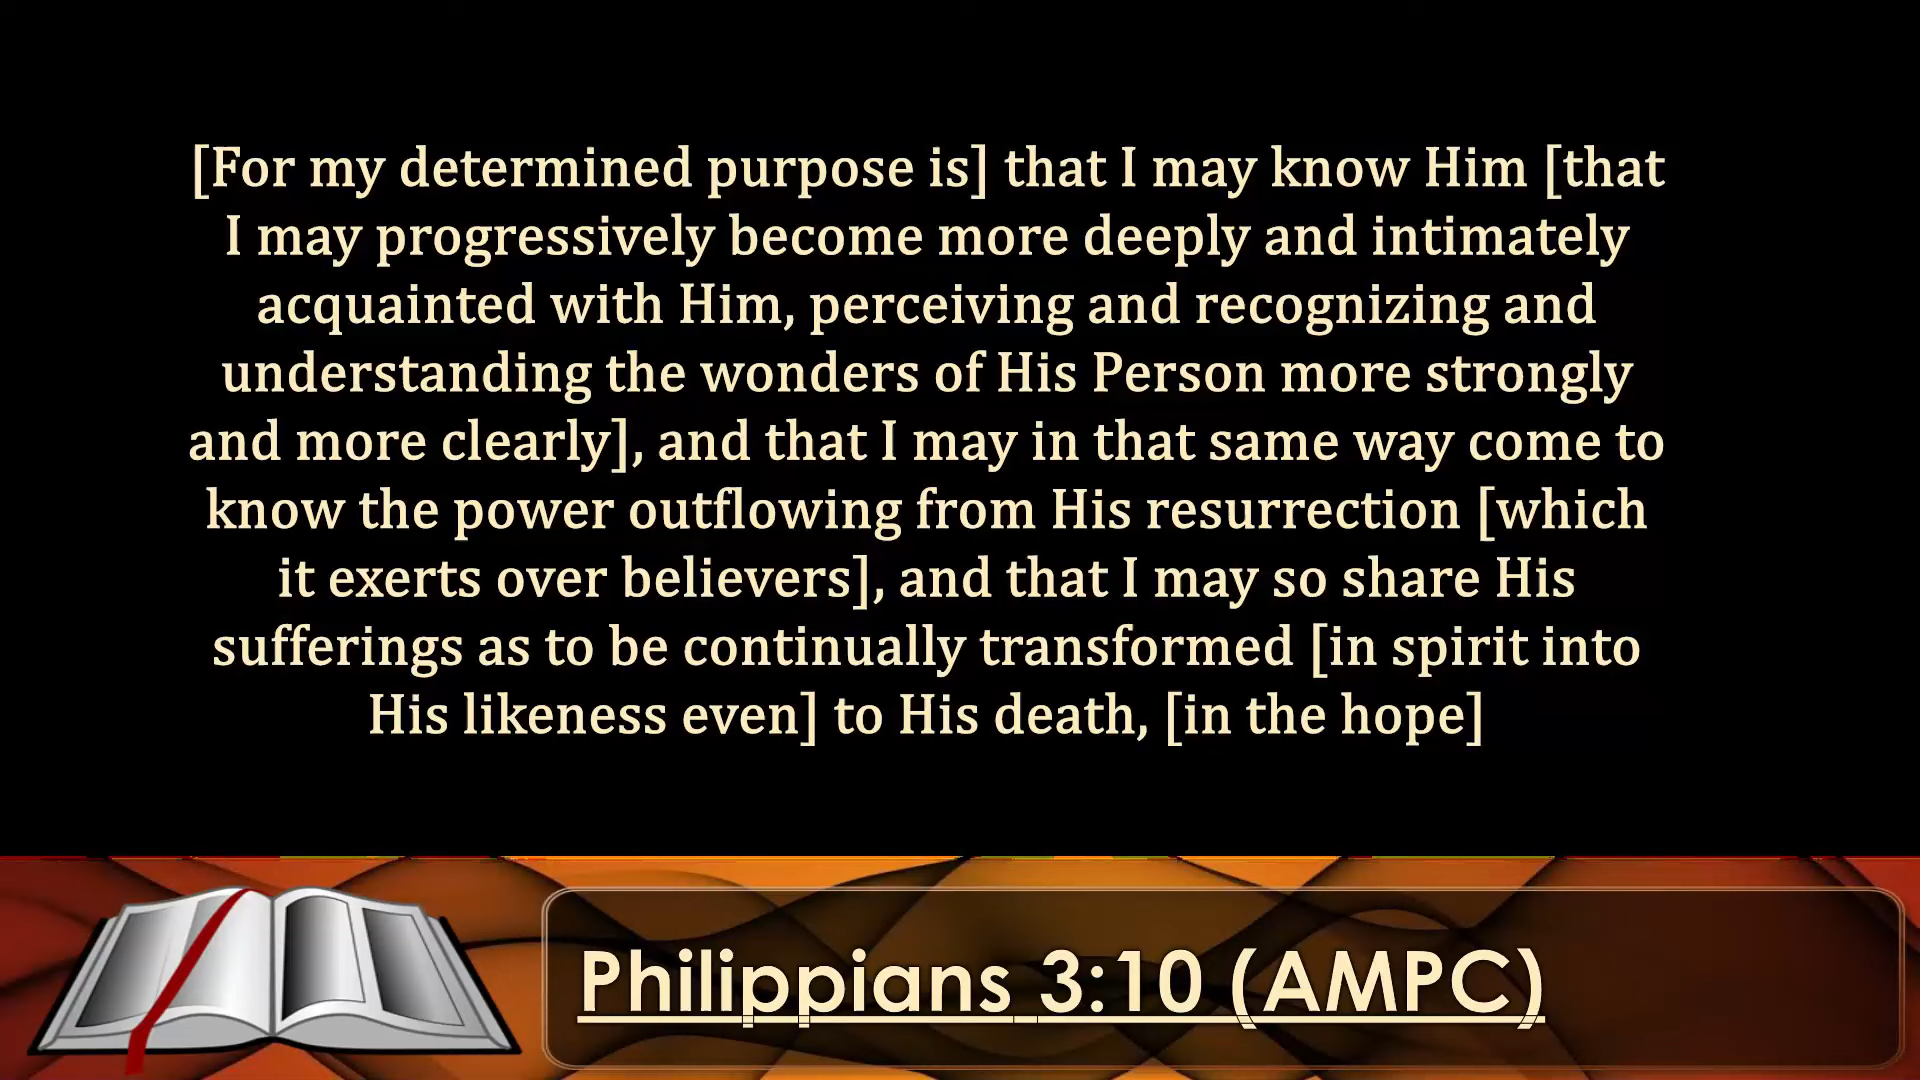 [For my determined purpose is] that I may know Him [that
I may progressively become more deeply and intimately
acquainted with Him, perceiving and recognizing and
understanding the wonders of His Person more strongly
and more clearly], and that I may in that same way come to
know the power outflowing from His resurrection [which
it exerts over believers], and that I may so share His
sufferings as to be continually transformed [in spirit into
His likeness even] to His death, [in the hope]
Philippians 3:10 (AMPC)